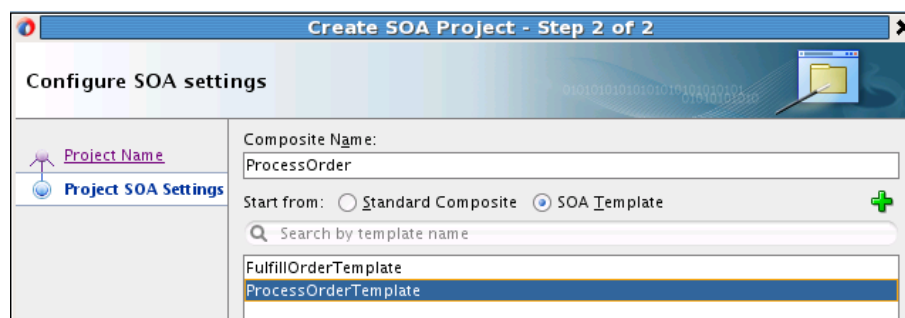 Create SOA Project - Step 2 of 2
Configure SOA settings
Project Name
Project SOA Settings
Composite Name:
ProcessOrder
Start from: Standard Composite SOA Template
Search by template name
FulfillOrderTemplate
ProcessOrderTemplate